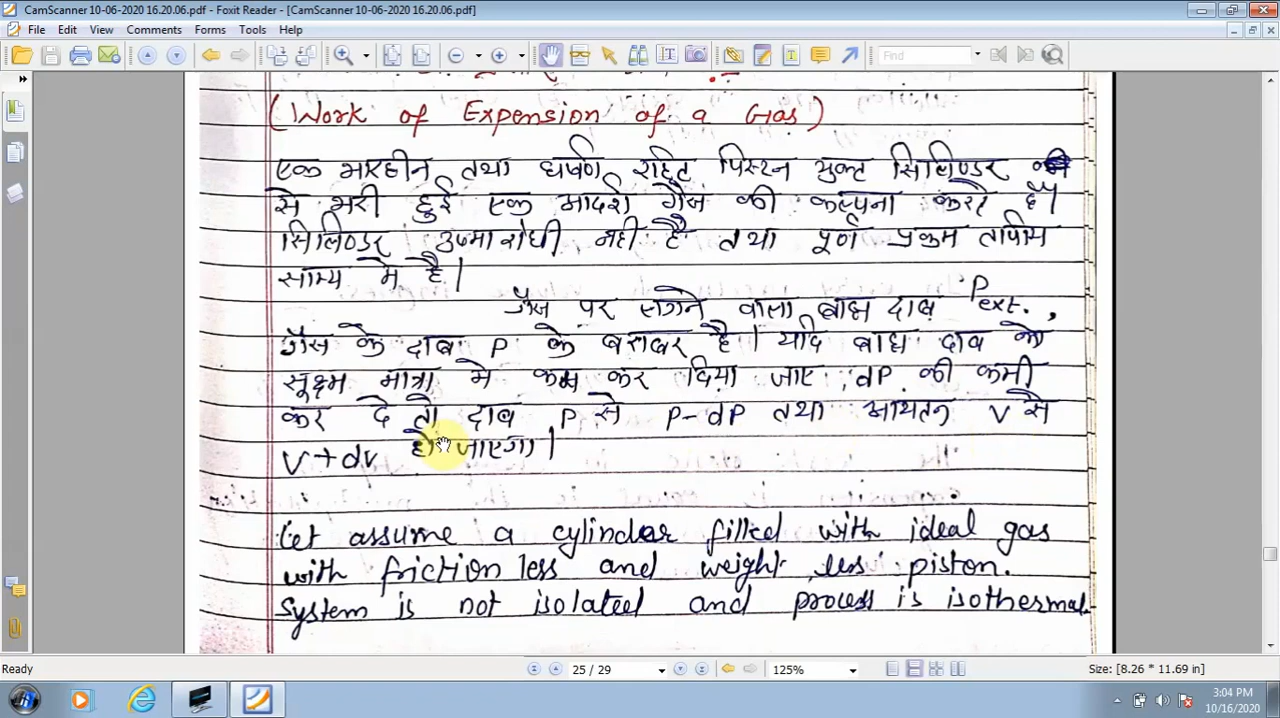 CamScanner 10-06-2020 16.20.06.pdf - Foxit Reader - [CamScanner 10-06-2020 16.20.06.pdf]
File Edit View Comments Forms Tools Help
Find
(Work of Expension of a Gas)
एक भारहीन तथा घर्षण रहित पिस्टन युक्त सिलिण्डर
से भरी हुई एक आदर्श गैस की कल्पना करते है।
सिलिण्डर उष्मारोधी नही है तथा पूर्ण प्रक्रम तापीय
साम्य मे है।
गैस पर लगने वाला बाह्य दाब Pext.,
गैस के दाब P के बराबर है। यदि बाह्य दाब को
सुक्ष्म मात्रा मे कम कर दिया जाए, dP की कमी
कर दे तो दाब P से P-dP तथा आयतन V से
V+dv हो जाएगा।
Let assume a cylinder filled with ideal gas
with friction less and weight less piston.
System is not isolated and process is isothermal
Ready
25 / 29
125%
Size: [8.26 * 11.69 in]
3:04 PM
10/16/2020